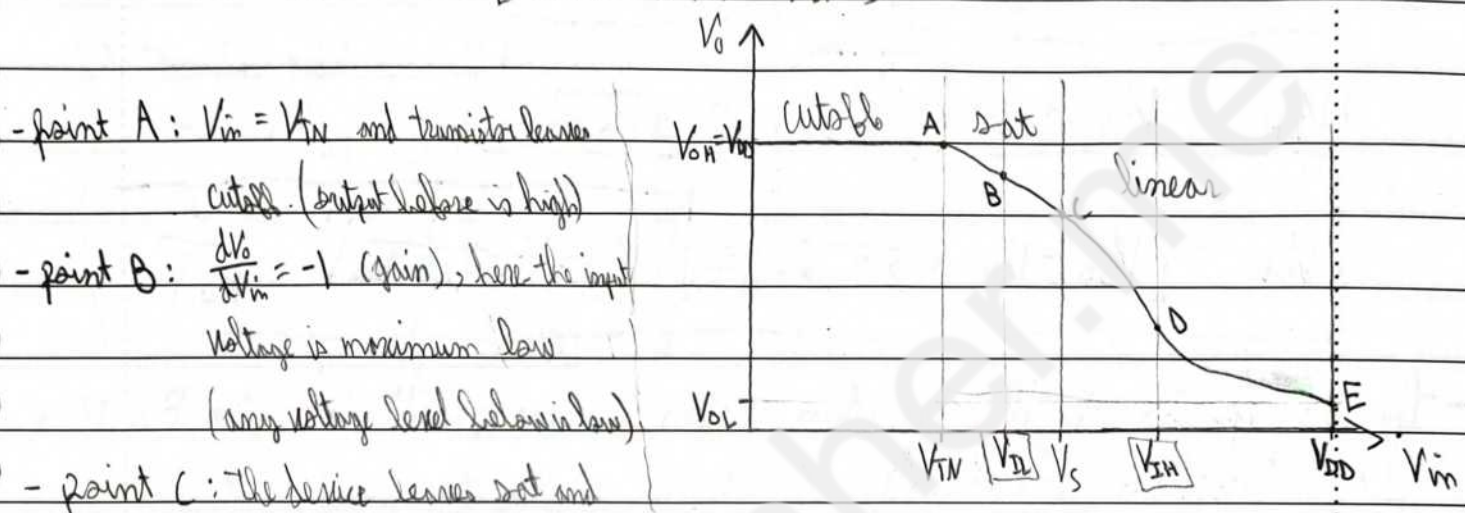 - point A : Vin = VTN and transistor leaves
cutoff. (output before is high)
- point B : dVo/dVin = -1 (gain), here the input
voltage is maximum low
(any voltage level below is low)
- point C : The device leaves sat and
Vo
VOH=VDD
cutoff A sat
B
C linear
D
VOL
E
VTN VIL VS VIH VDD Vin
her.me